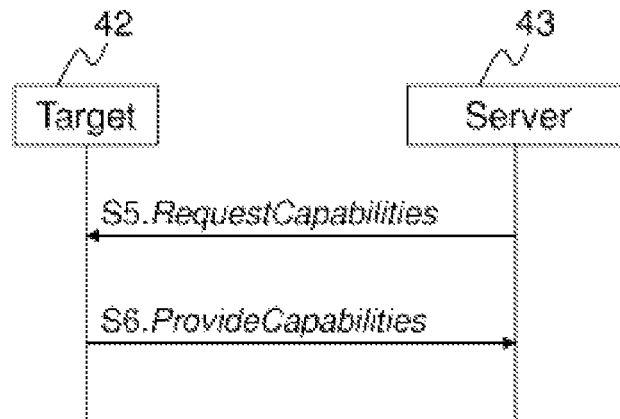 42
43
Target
Server
S5.RequestCapabilities
S6.ProvideCapabilities